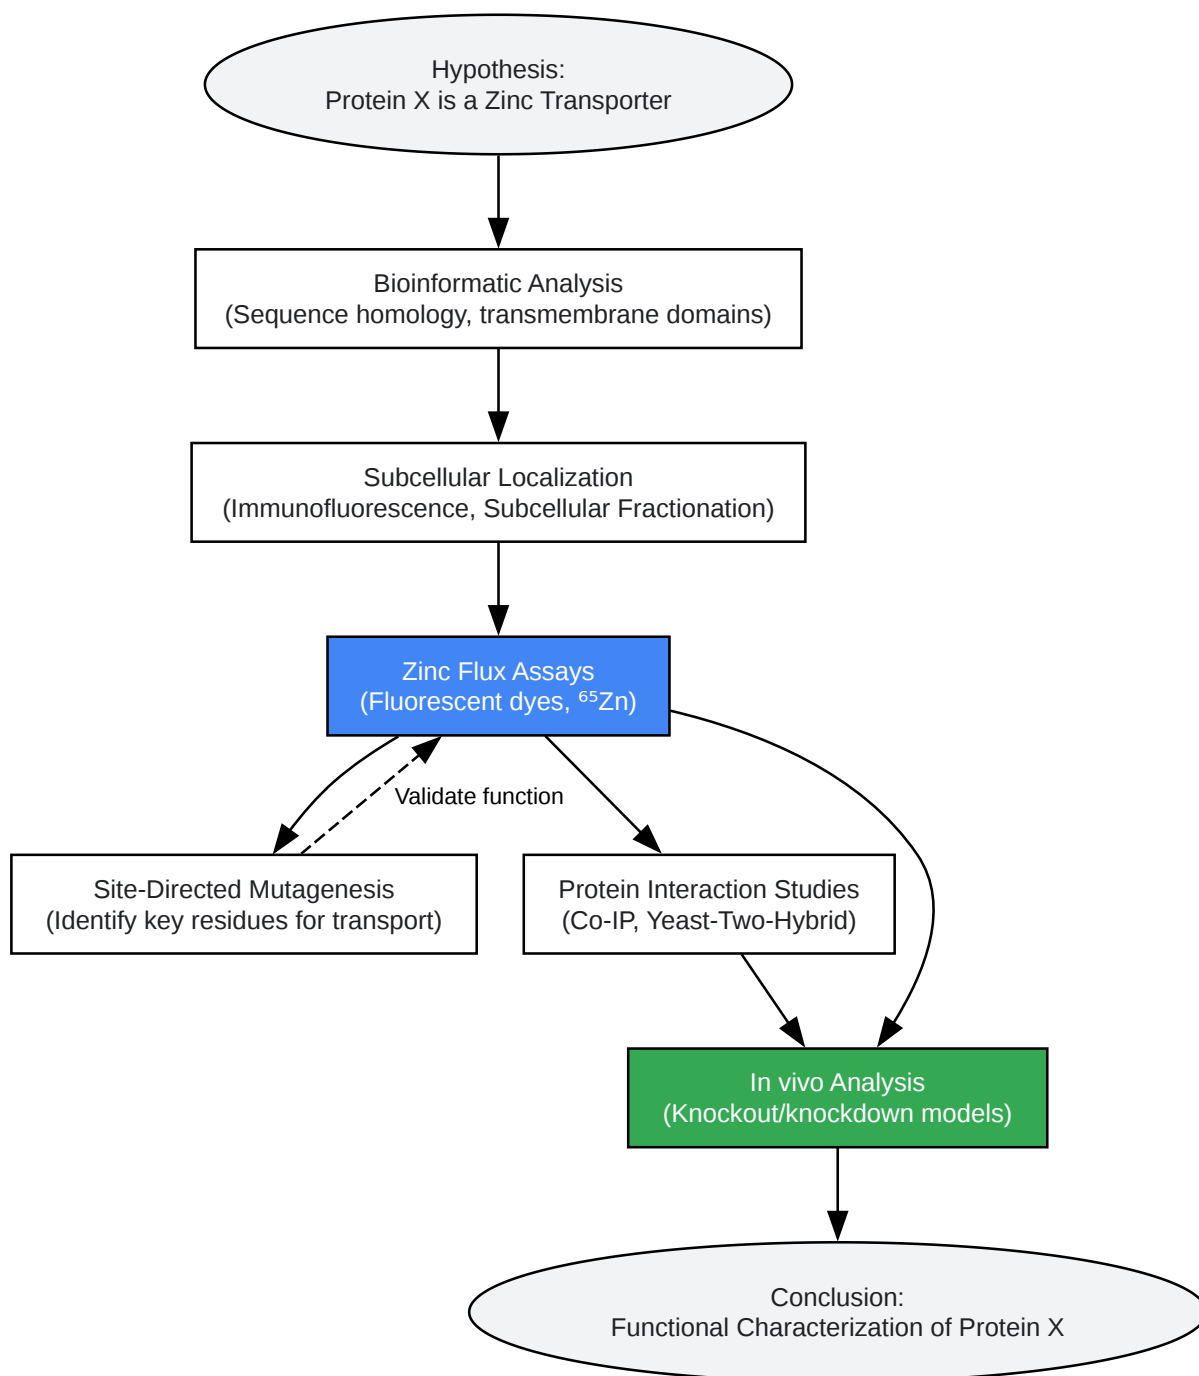 Hypothesis:
Protein X is a Zinc Transporter
Bioinformatic Analysis
(Sequence homology, transmembrane domains)
Subcellular Localization
(Immunofluorescence, Subcellular Fractionation)
Zinc Flux Assays
(Fluorescent dyes, ⁶⁵Zn)
Validate function
Site-Directed Mutagenesis
(Identify key residues for transport)
Protein Interaction Studies
(Co-IP, Yeast-Two-Hybrid)
In vivo Analysis
(Knockout/knockdown models)
Conclusion:
Functional Characterization of Protein X